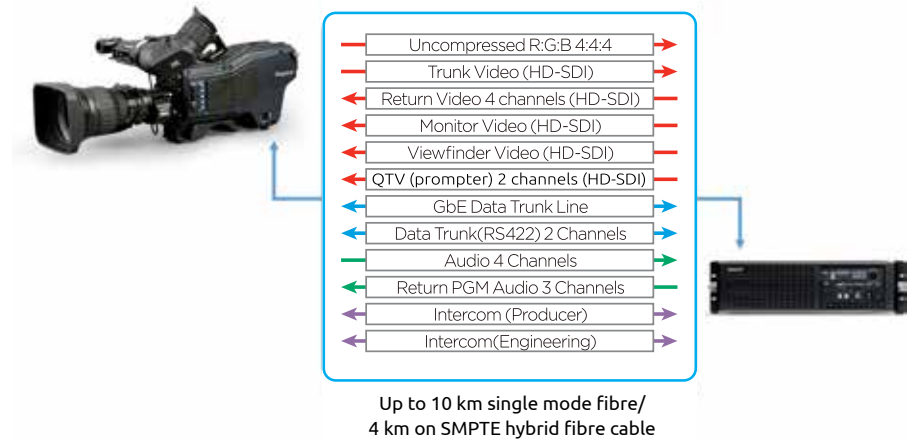 Uncompressed R:G:B 4:4:4
Trunk Video (HD-SDI)
Return Video 4 channels (HD-SDI)
Monitor Video (HD-SDI)
Viewfinder Video (HD-SDI)
QTV (prompter) 2 channels (HD-SDI)
GbE Data Trunk Line
Data Trunk(RS422) 2 Channels
Audio 4 Channels
Return PGM Audio 3 Channels
Intercom (Producer)
Intercom(Engineering)
Up to 10 km single mode fibre/
4 km on SMPTE hybrid fibre cable